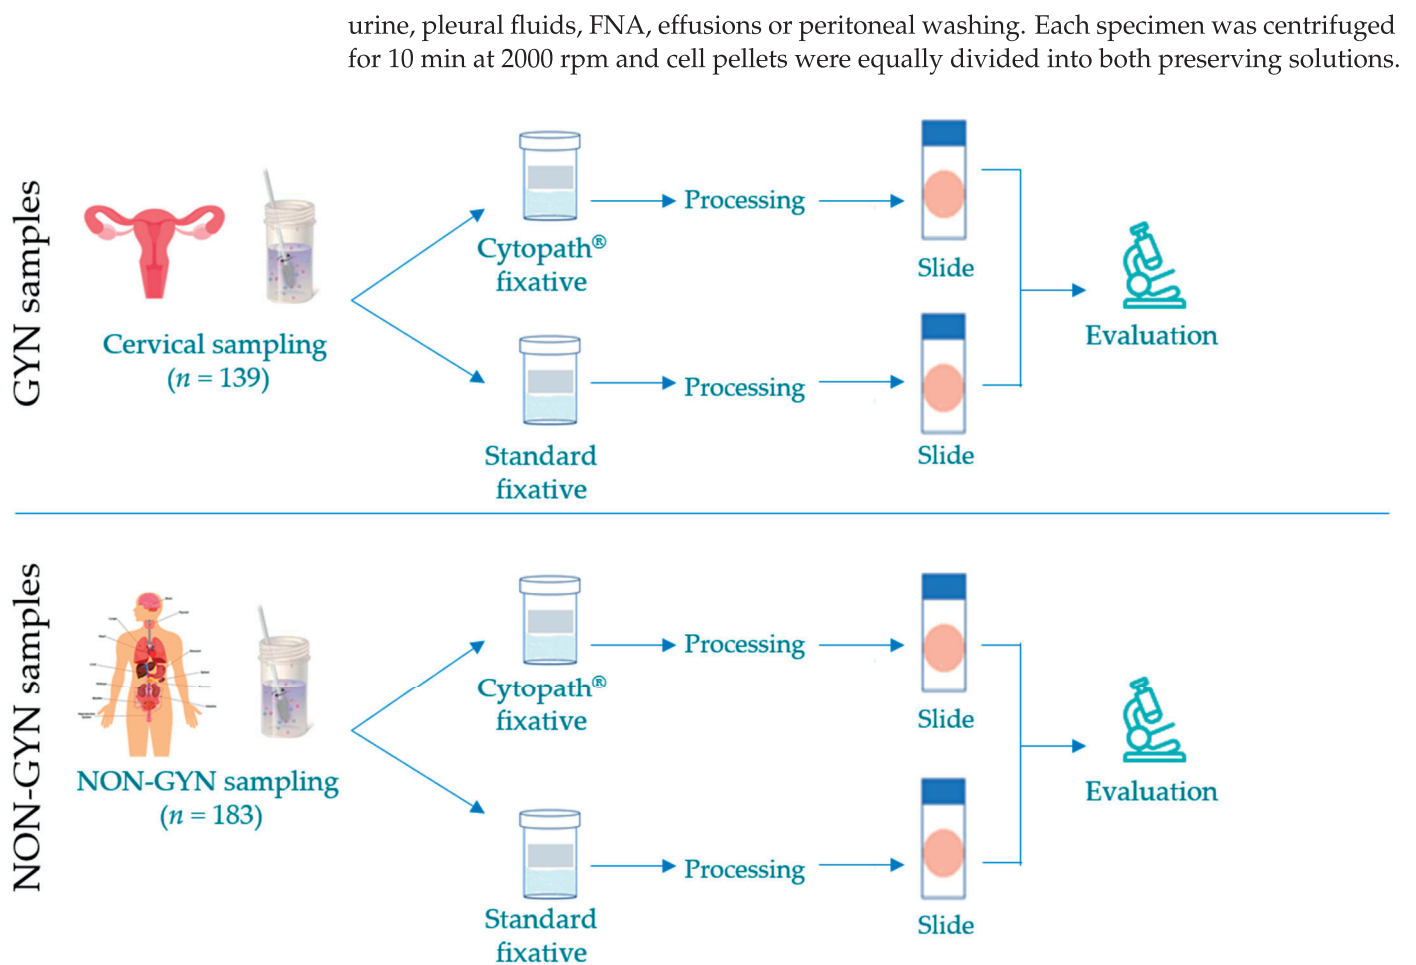 urine, pleural fluids, FNA, effusions or peritoneal washing. Each specimen was centrifuged
for 10 min at 2000 rpm and cell pellets were equally divided into both preserving solutions.
GYN samples
Cervical sampling
(n = 139)
Cytopath®
fixative
Processing
Slide
Standard
fixative
Processing
Slide
Evaluation
NON-GYN samples
NON-GYN sampling
(n = 183)
Cytopath®
fixative
Processing
Slide
Standard
fixative
Processing
Slide
Evaluation